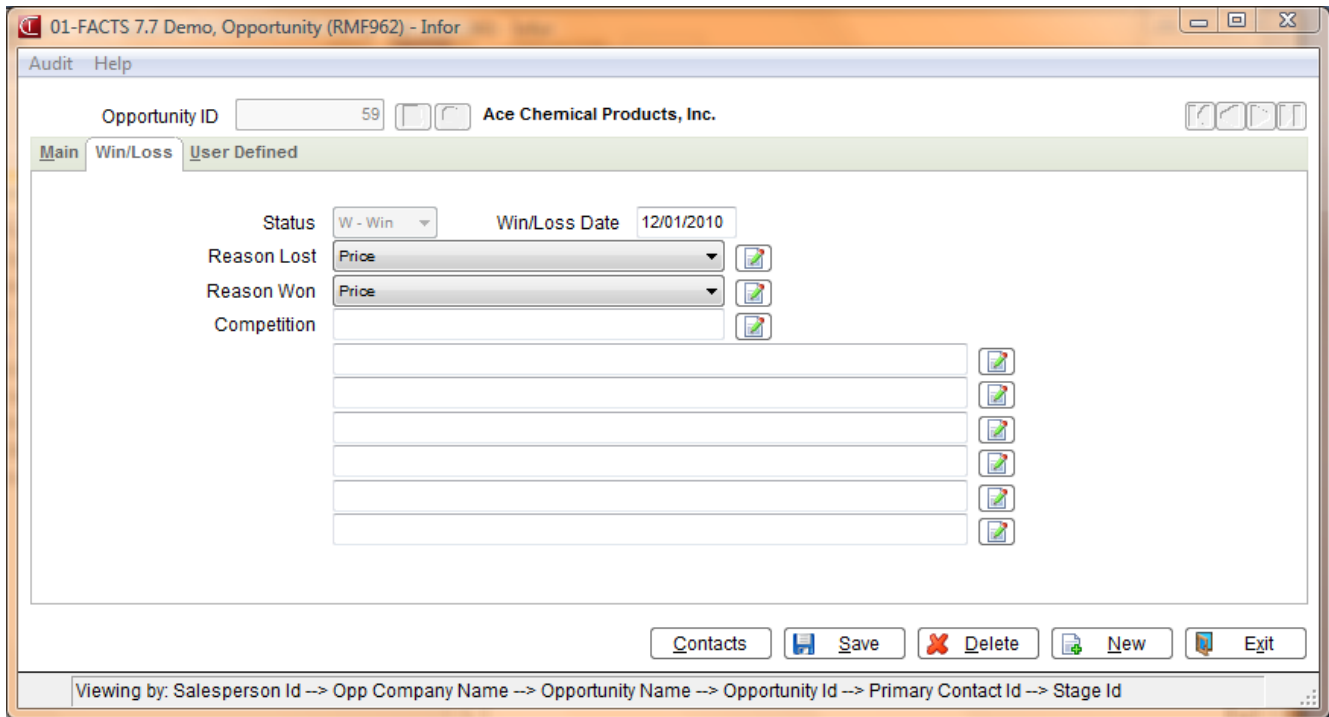 01-FACTS 7.7 Demo, Opportunity (RMF962) - Infor
Audit Help
Opportunity ID 59 Ace Chemical Products, Inc.
Main Win/Loss User Defined
Status W - Win Win/Loss Date 12/01/2010
Reason Lost Price
Reason Won Price
Competition
Contacts Save Delete New Exit
Viewing by: Salesperson Id --> Opp Company Name --> Opportunity Name --> Opportunity Id --> Primary Contact Id --> Stage Id